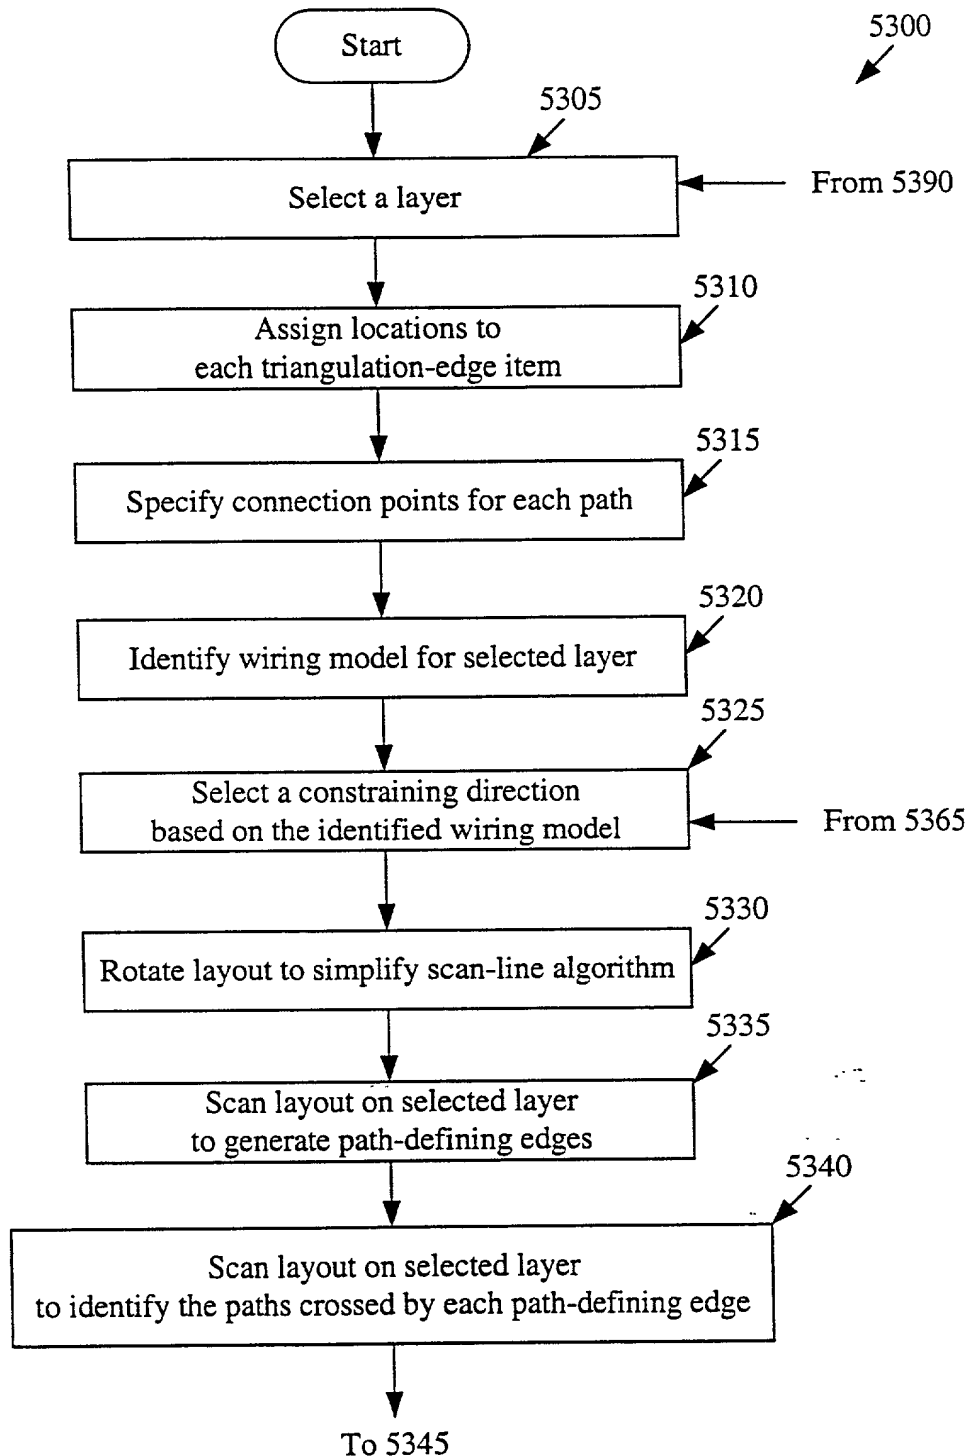 Start
5300
5305
Select a layer
From 5390
5310
Assign locations to
each triangulation-edge item
5315
Specify connection points for each path
5320
Identify wiring model for selected layer
5325
Select a constraining direction
based on the identified wiring model
From 5365
5330
Rotate layout to simplify scan-line algorithm
5335
Scan layout on selected layer
to generate path-defining edges
5340
Scan layout on selected layer
to identify the paths crossed by each path-defining edge
To 5345